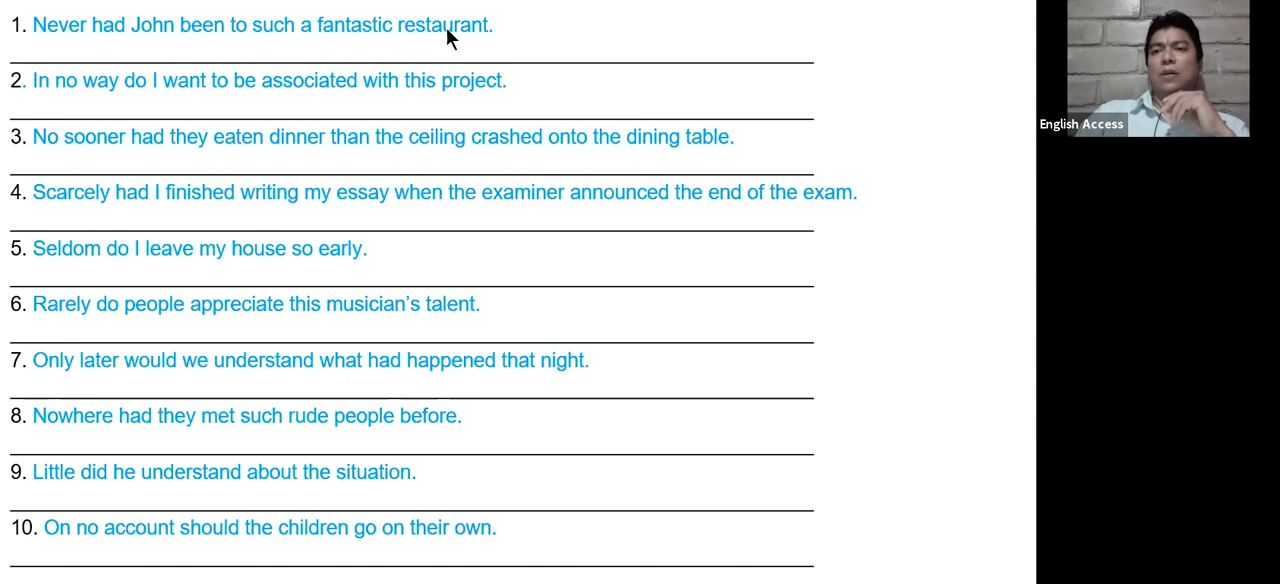 1. Never had John been to such a fantastic restaurant.
2. In no way do I want to be associated with this project.
3. No sooner had they eaten dinner than the ceiling crashed onto the dining table.
4. Scarcely had I finished writing my essay when the examiner announced the end of the exam.
5. Seldom do I leave my house so early.
6. Rarely do people appreciate this musician’s talent.
7. Only later would we understand what had happened that night.
8. Nowhere had they met such rude people before.
9. Little did he understand about the situation.
10. On no account should the children go on their own.
English Access